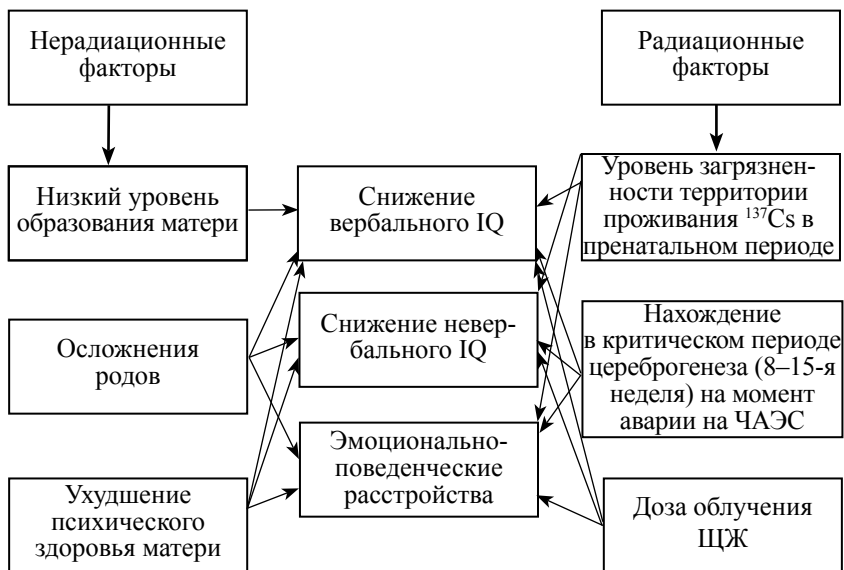 Нерадиационные
факторы
Радиационные
факторы
Низкий уровень
образования матери
Снижение
вербального IQ
Уровень загрязнен-
ности территории
проживания ¹³⁷Cs в
пренатальном периоде
Осложнения
родов
Снижение невер-
бального IQ
Нахождение
в критическом периоде
цереброгенеза (8–15-я
неделя) на момент
аварии на ЧАЭС
Ухудшение
психического
здоровья матери
Эмоционально-
поведенческие
расстройства
Доза облучения
ЩЖ